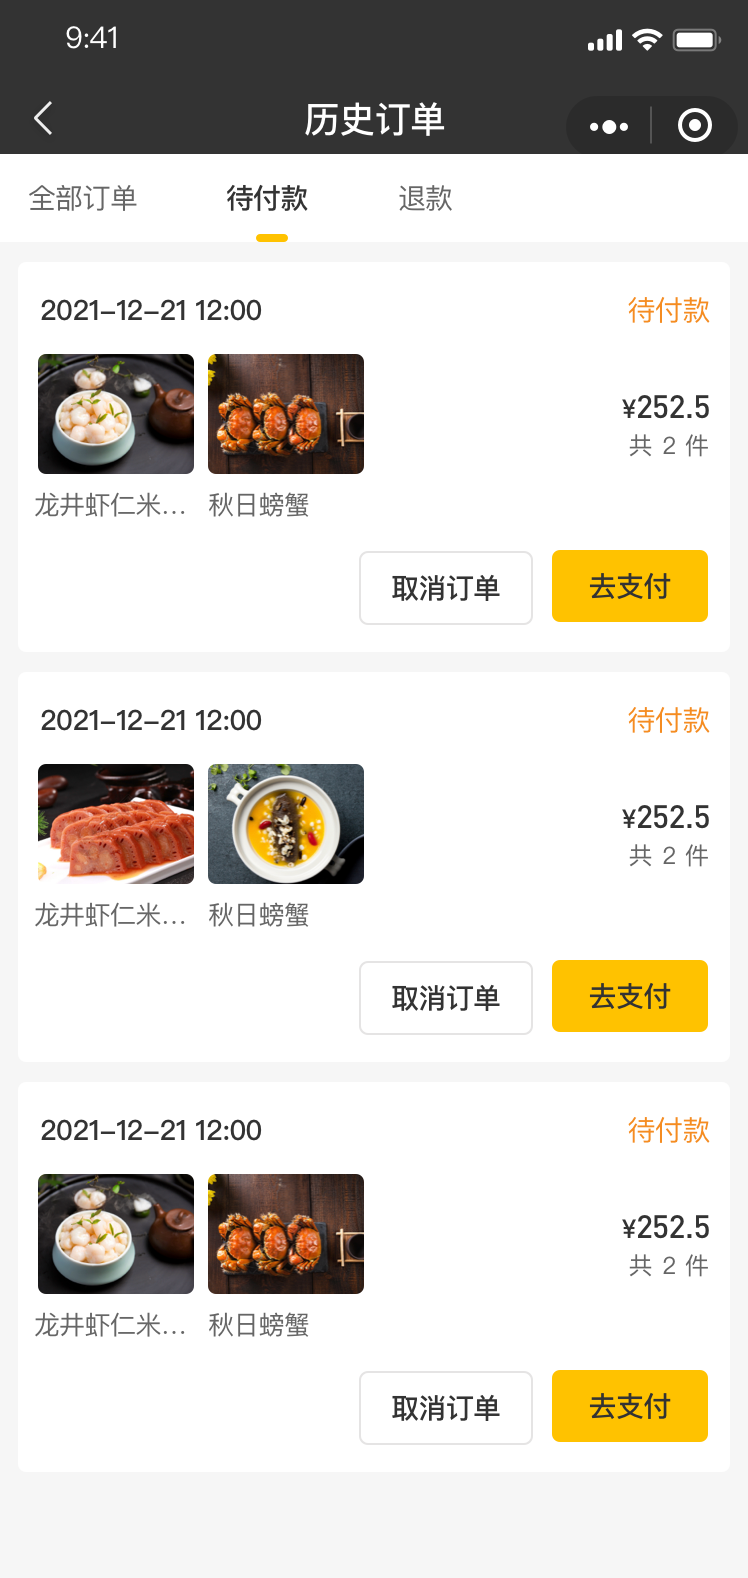 9:41
历史订单
全部订单 待付款 退款
2021-12-21 12:00 待付款
¥252.5
共 2 件
龙井虾仁米... 秋日螃蟹
取消订单 去支付
2021-12-21 12:00 待付款
¥252.5
共 2 件
龙井虾仁米... 秋日螃蟹
取消订单 去支付
2021-12-21 12:00 待付款
¥252.5
共 2 件
龙井虾仁米... 秋日螃蟹
取消订单 去支付